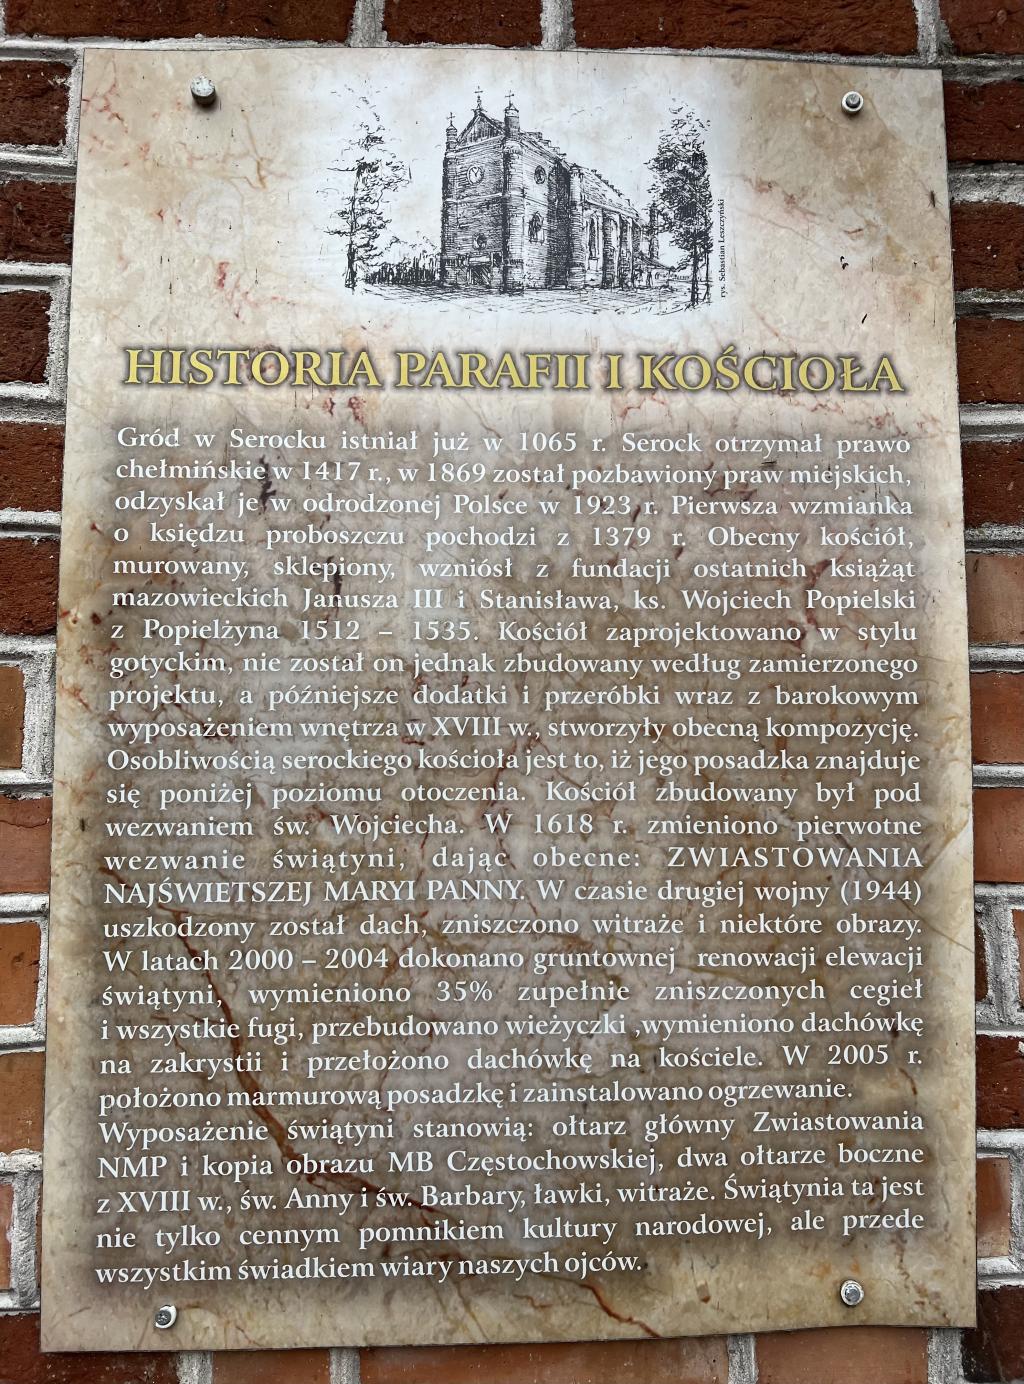 rys. Sebastian Leszczyński
HISTORIA PARAFII I KOŚCIOŁA
Gród w Serocku istniał już w 1065 r. Serock otrzymał prawo
chełmińskie w 1417 r., w 1869 został pozbawiony praw miejskich,
odzyskał je w odrodzonej Polsce w 1923 r. Pierwsza wzmianka
o księdzu proboszczu pochodzi z 1379 r. Obecny kościół,
murowany, sklepiony, wzniósł z fundacji ostatnich książąt
mazowieckich Janusza III i Stanisława, ks. Wojciech Popielski
z Popielżyna 1512 – 1535. Kościół zaprojektowano w stylu
gotyckim, nie został on jednak zbudowany według zamierzonego
projektu, a późniejsze dodatki i przeróbki wraz z barokowym
wyposażeniem wnętrza w XVIII w., stworzyły obecną kompozycję.
Osobliwością serockiego kościoła jest to, iż jego posadzka znajduje
się poniżej poziomu otoczenia. Kościół zbudowany był pod
wezwaniem św. Wojciecha. W 1618 r. zmieniono pierwotne
wezwanie świątyni, dając obecne: ZWIASTOWANIA
NAJŚWIETSZEJ MARYI PANNY. W czasie drugiej wojny (1944)
uszkodzony został dach, zniszczono witraże i niektóre obrazy.
W latach 2000 – 2004 dokonano gruntownej renowacji elewacji
świątyni, wymieniono 35% zupełnie zniszczonych cegieł
i wszystkie fugi, przebudowano wieżyczki ,wymieniono dachówkę
na zakrystii i przełożono dachówkę na kościele. W 2005 r.
położono marmurową posadzkę i zainstalowano ogrzewanie.
Wyposażenie świątyni stanowią: ołtarz główny Zwiastowania
NMP i kopia obrazu MB Częstochowskiej, dwa ołtarze boczne
z XVIII w., św. Anny i św. Barbary, ławki, witraże. Świątynia ta jest
nie tylko cennym pomnikiem kultury narodowej, ale przede
wszystkim świadkiem wiary naszych ojców.